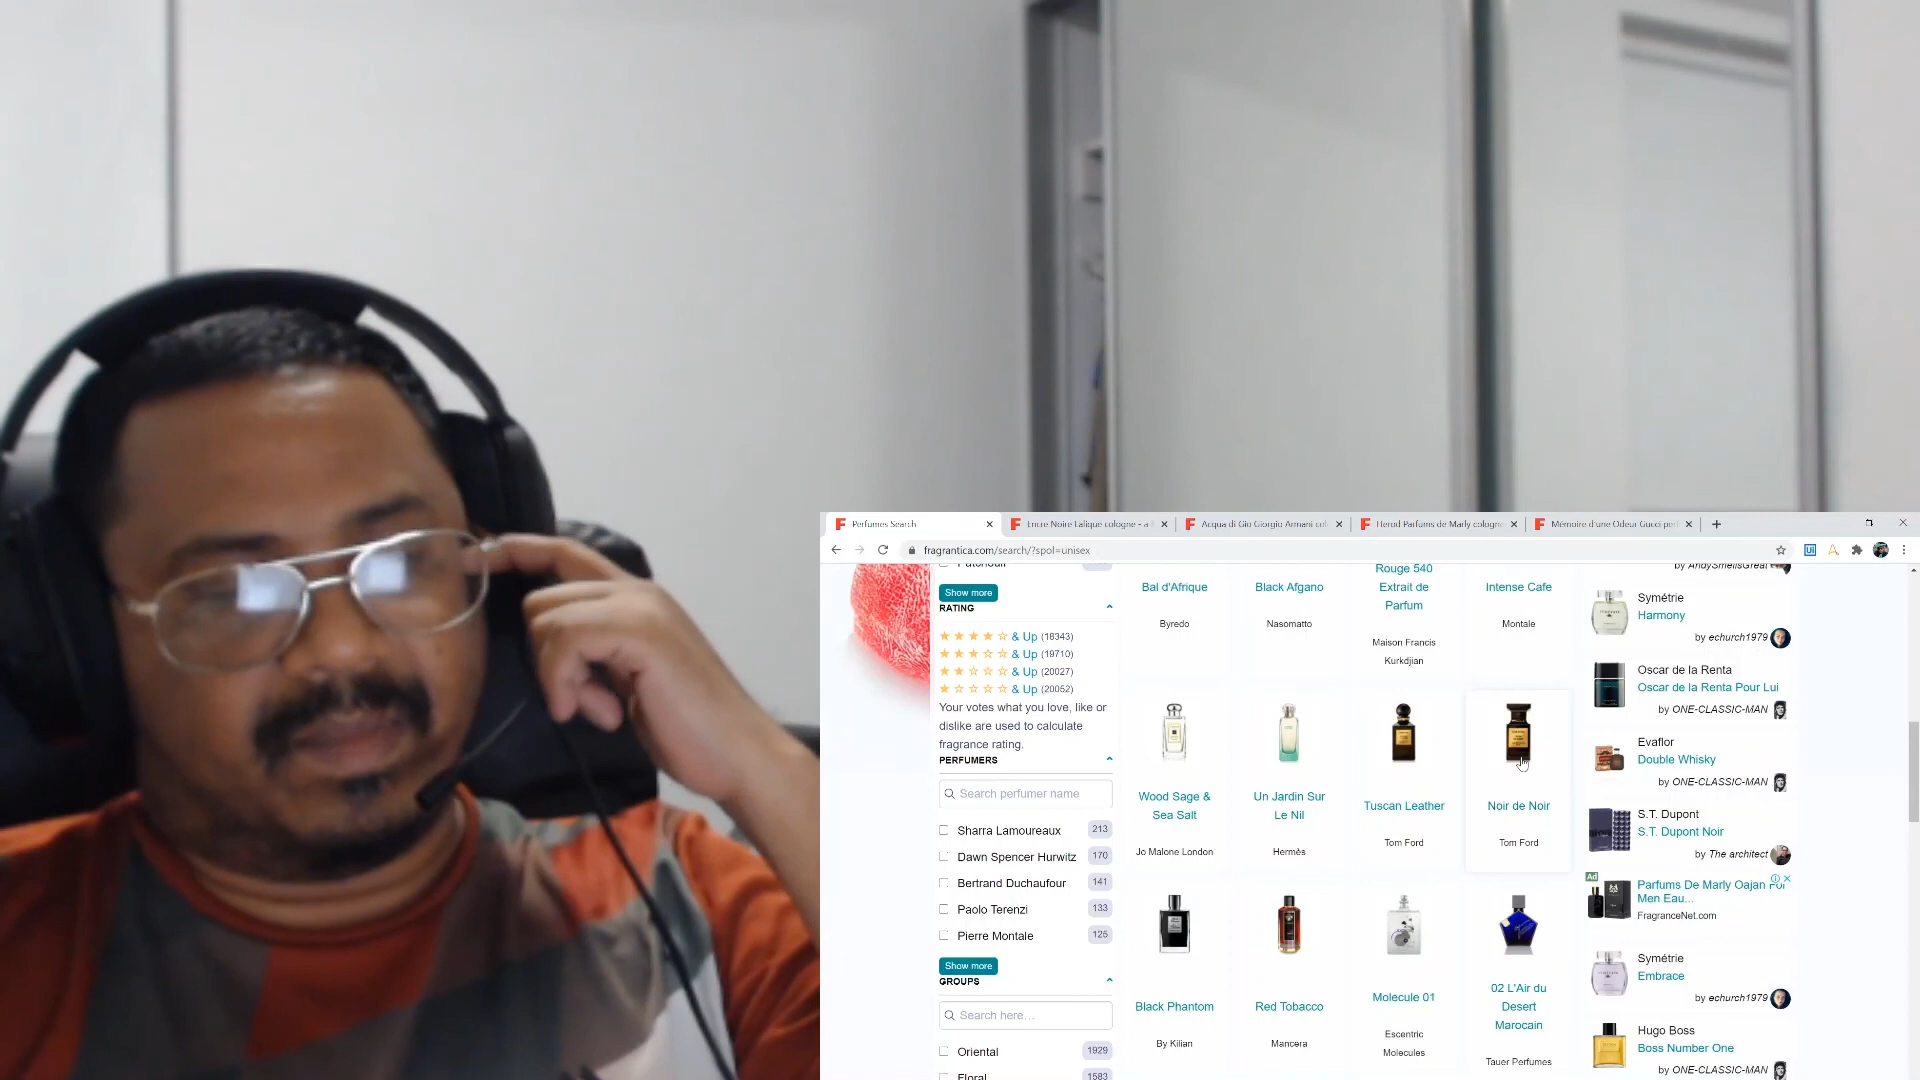 Perfumes Search
Encre Noire Lalique cologne - a
Acqua di Gio Giorgio Armani col
Herod Parfums de Marly cologne
Mémoire d'une Odeur Gucci per
fragrantica.com/search/?spol=unisex
Patchouli
Show more
RATING
& Up (18343)
& Up (19710)
& Up (20027)
& Up (20052)
Your votes what you love, like or
dislike are used to calculate
fragrance rating.
PERFUMERS
Search perfumer name
Sharra Lamoureaux 213
Dawn Spencer Hurwitz 170
Bertrand Duchaufour 141
Paolo Terenzi 133
Pierre Montale 125
Show more
GROUPS
Search here...
Oriental 1929
Floral 1583
Bal d'Afrique
Byredo
Black Afgano
Nasomatto
Rouge 540
Extrait de
Parfum
Maison Francis
Kurkdjian
Intense Cafe
Montale
Wood Sage &
Sea Salt
Jo Malone London
Un Jardin Sur
Le Nil
Hermès
Tuscan Leather
Tom Ford
Noir de Noir
Tom Ford
Black Phantom
By Kilian
Red Tobacco
Mancera
Molecule 01
Escentric
Molecules
02 L'Air du
Desert
Marocain
Tauer Perfumes
by AndySmellsGreat
Symétrie
Harmony
by echurch1979
Oscar de la Renta
Oscar de la Renta Pour Lui
by ONE-CLASSIC-MAN
Evaflor
Double Whisky
by ONE-CLASSIC-MAN
S.T. Dupont
S.T. Dupont Noir
by The architect
Ad
Parfums De Marly Oajan For
Men Eau...
FragranceNet.com
Symétrie
Embrace
by echurch1979
Hugo Boss
Boss Number One
by ONE-CLASSIC-MAN